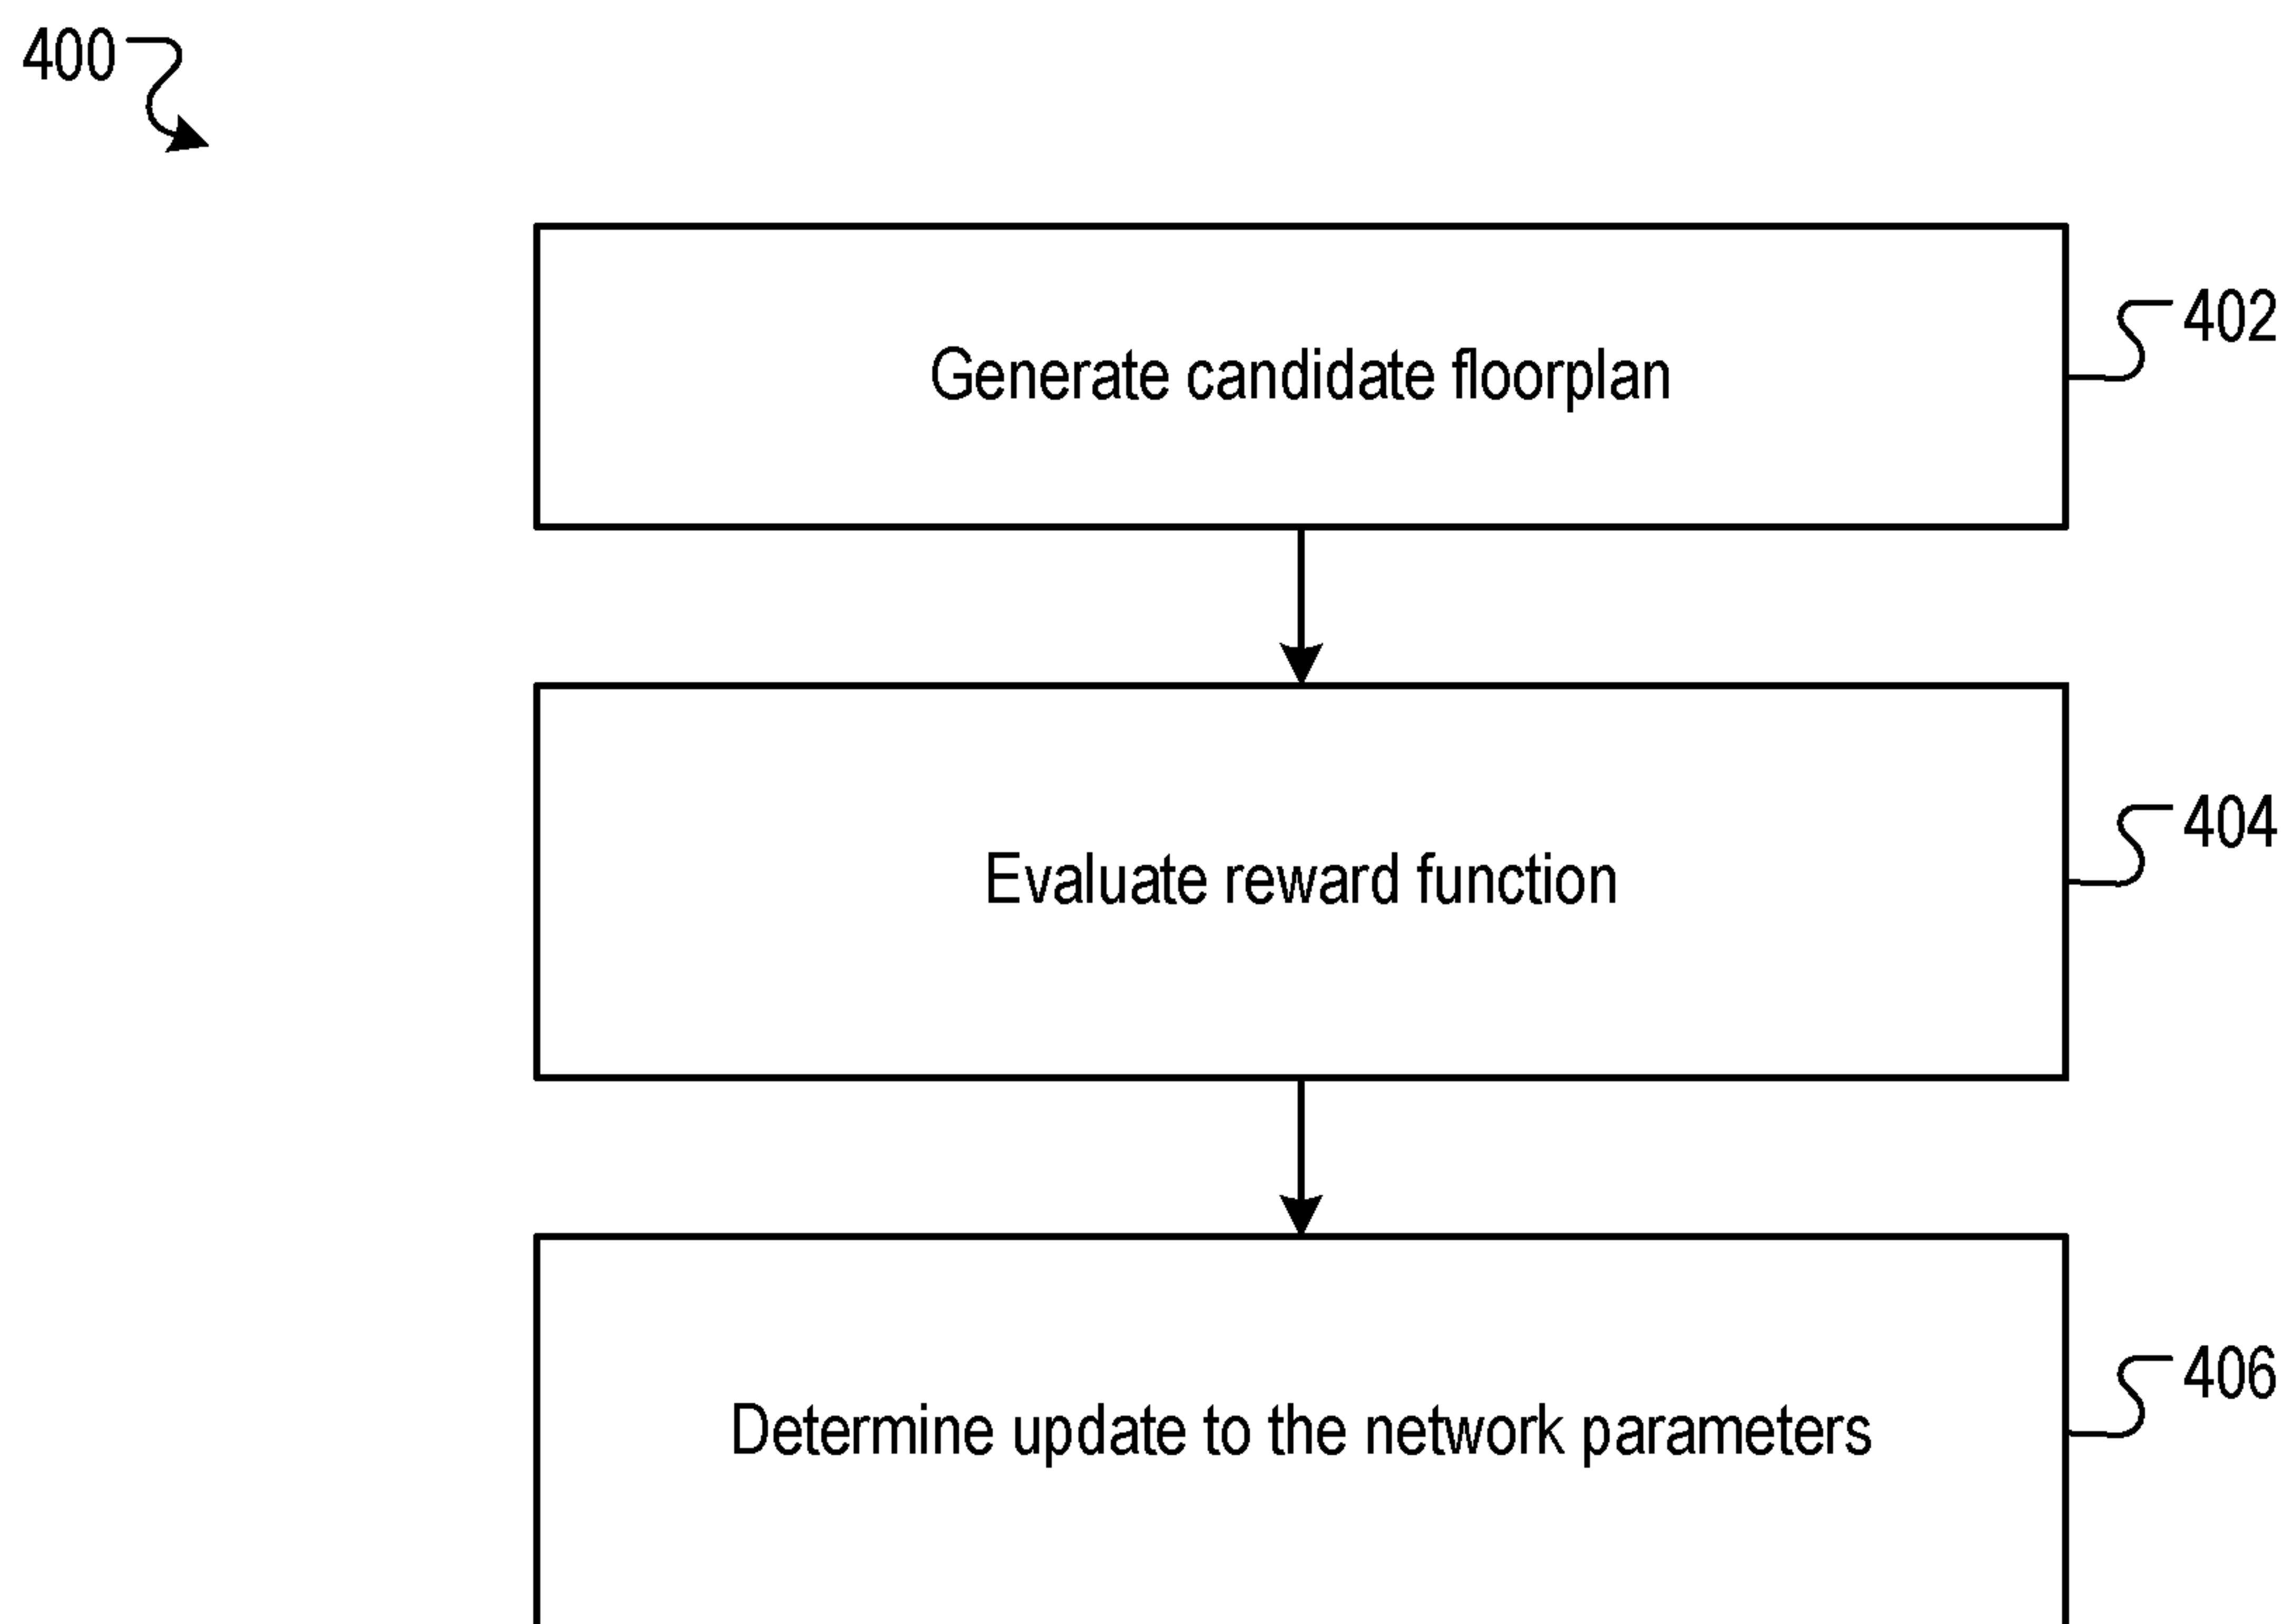 400
Generate candidate floorplan
402
Evaluate reward function
404
Determine update to the network parameters
406